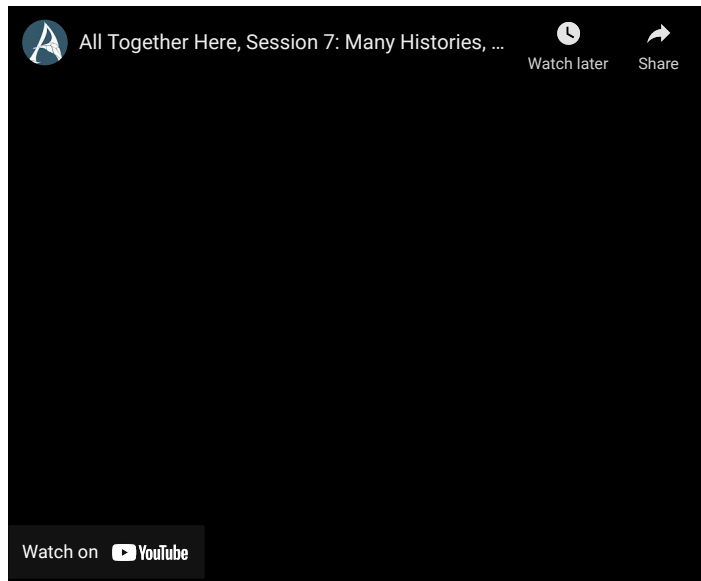 All Together Here, Session 7: Many Histories, ...
Watch later
Share
Watch on YouTube